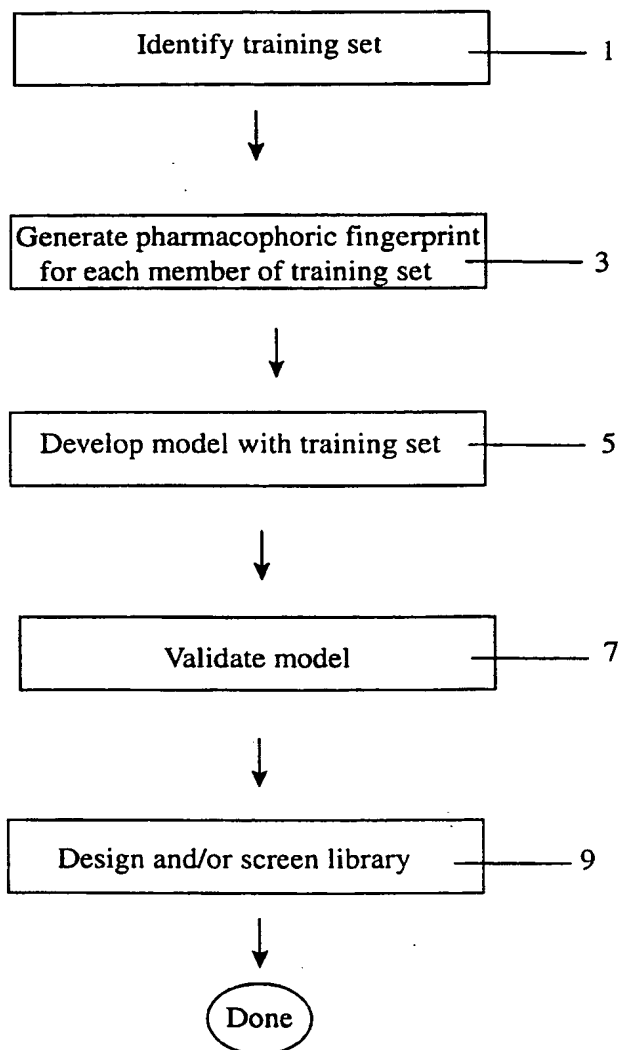 Identify training set
1
Generate pharmacophoric fingerprint
for each member of training set
3
Develop model with training set
5
Validate model
7
Design and/or screen library
9
Done